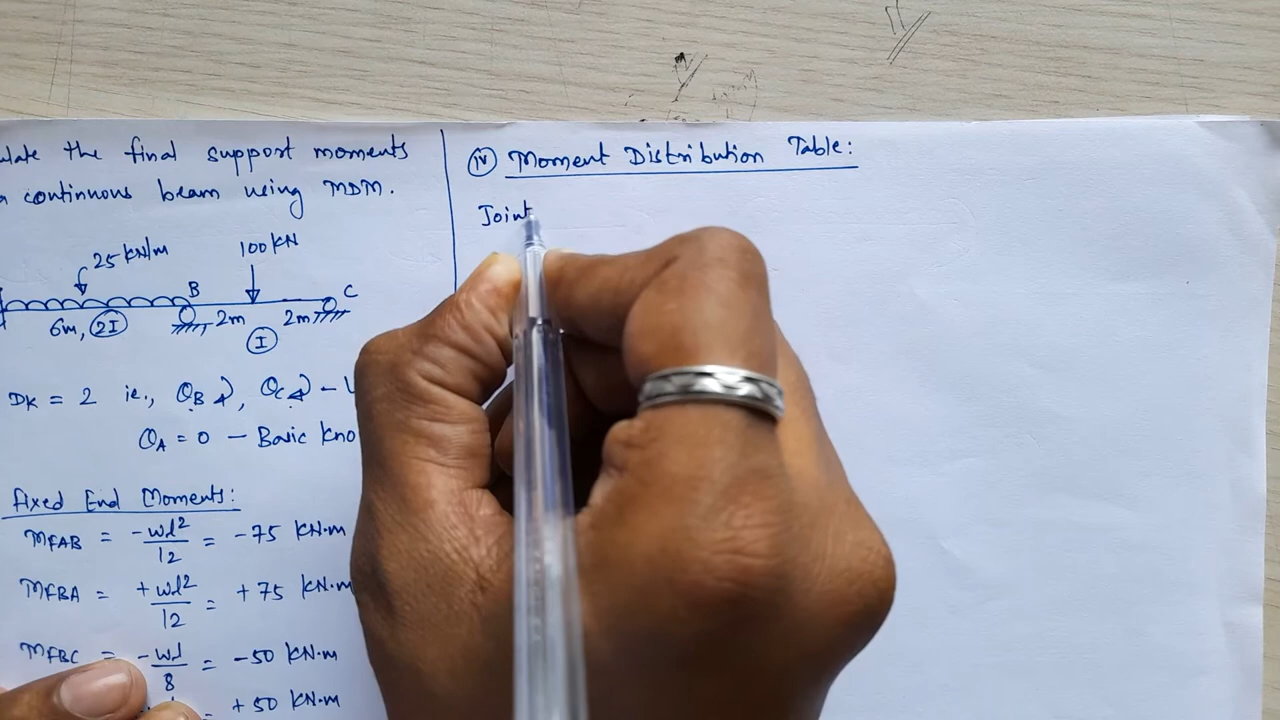 ulate the final support moments
a continuous beam using MDM.
25 kN/m
100 kN
B
C
6m, 2I
2m
2m
I
DK = 2 ie., θB, θC -
θA = 0 - Basic Kno
Fixed End Moments:
MFAB = -wl²/12 = -75 KN.m
MFBA = +wl²/12 = +75 KN.m
MFBC = -wl/8 = -50 KN.m
= +50 KN.m
iv Moment Distribution Table:
Joint